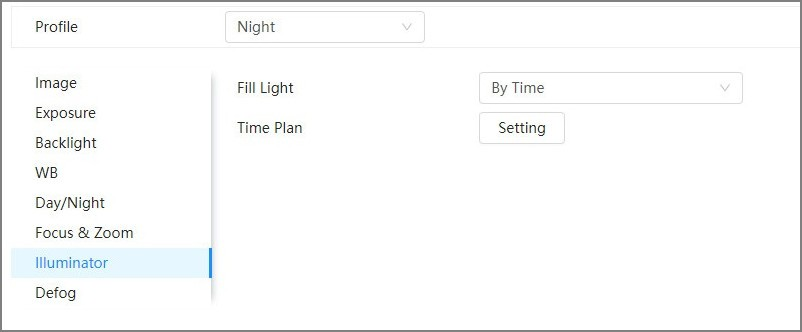 Profile Night
Image
Fill Light By Time
Exposure
Time Plan Setting
Backlight
WB
Day/Night
Focus & Zoom
Illuminator
Defog